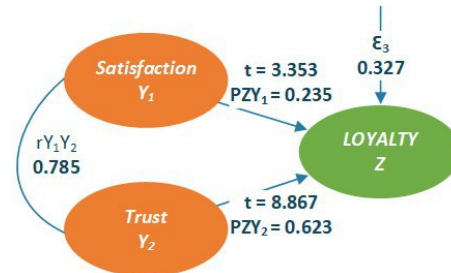 Ɛ₃
0.327
Satisfaction
Y₁
t = 3.353
PZY₁ = 0.235
rY₁Y₂
0.785
LOYALTY
Z
Trust
Y₂
t = 8.867
PZY₂ = 0.623